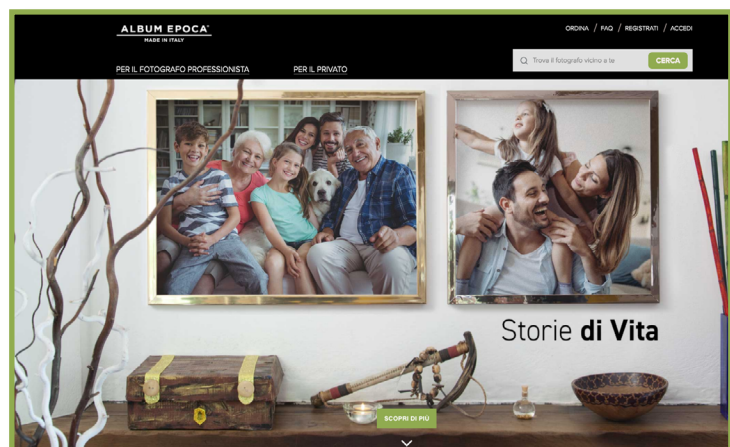 ALBUM EPOCA
MADE IN ITALY
ORDINA / FAQ / REGISTRATI / ACCEDI
PER IL FOTOGRAFO PROFESSIONISTA
PER IL PRIVATO
Trova il fotografo vicino a te
CERCA
Storie di Vita
SCOPRI DI PIÙ